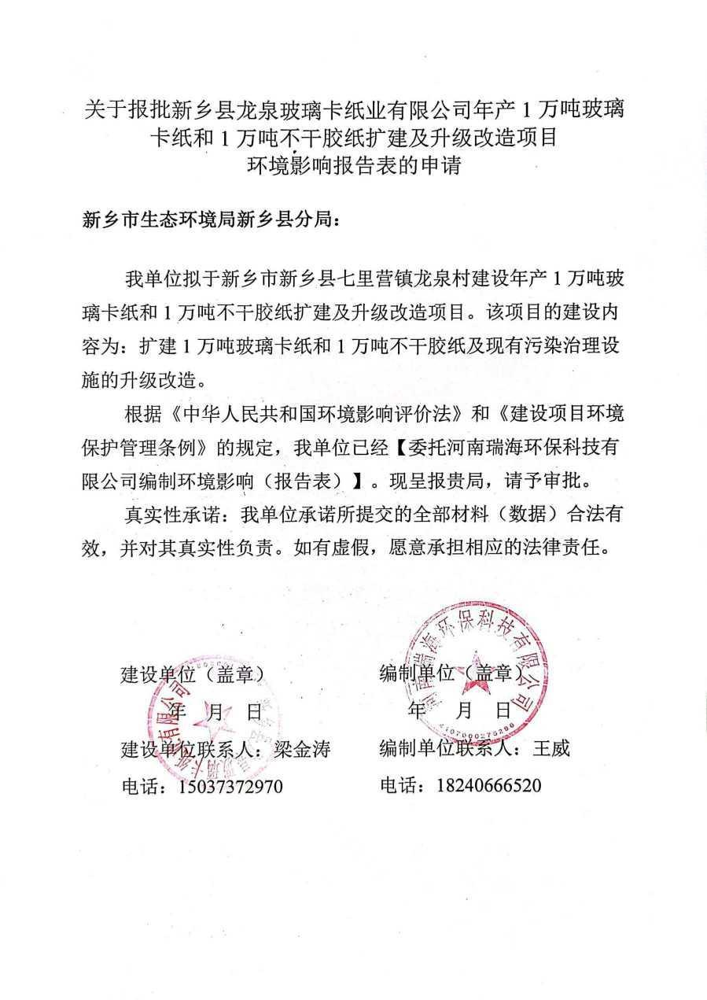 关于报批新乡县龙泉玻璃卡纸业有限公司年产 1 万吨玻璃
卡纸和 1 万吨不干胶纸扩建及升级改造项目
环境影响报告表的申请
新乡市生态环境局新乡县分局：
我单位拟于新乡市新乡县七里营镇龙泉村建设年产 1 万吨玻
璃卡纸和 1 万吨不干胶纸扩建及升级改造项目。该项目的建设内
容为：扩建 1 万吨玻璃卡纸和 1 万吨不干胶纸及现有污染治理设
施的升级改造。
根据《中华人民共和国环境影响评价法》和《建设项目环境
保护管理条例》的规定，我单位已经【委托河南瑞海环保科技有
限公司编制环境影响（报告表）】。现呈报贵局，请予审批。
真实性承诺：我单位承诺所提交的全部材料（数据）合法有
效，并对其真实性负责。如有虚假，愿意承担相应的法律责任。
建设单位（盖章）
年 月 日
建设单位联系人：梁金涛
电话：15037372970
编制单位（盖章）
年 月 日
编制单位联系人：王威
电话：18240666520
河南瑞海环保科技有限公司